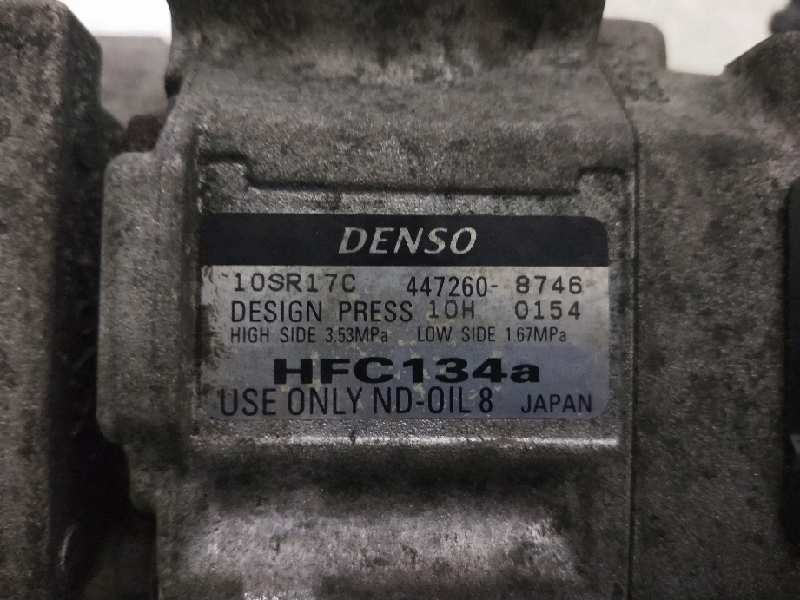 DENSO
10SR17C 447260-8746
DESIGN PRESS 10H 0154
HIGH SIDE 3.53MPa LOW SIDE 1.67MPa
HFC134a
USE ONLY ND-OIL 8 JAPAN